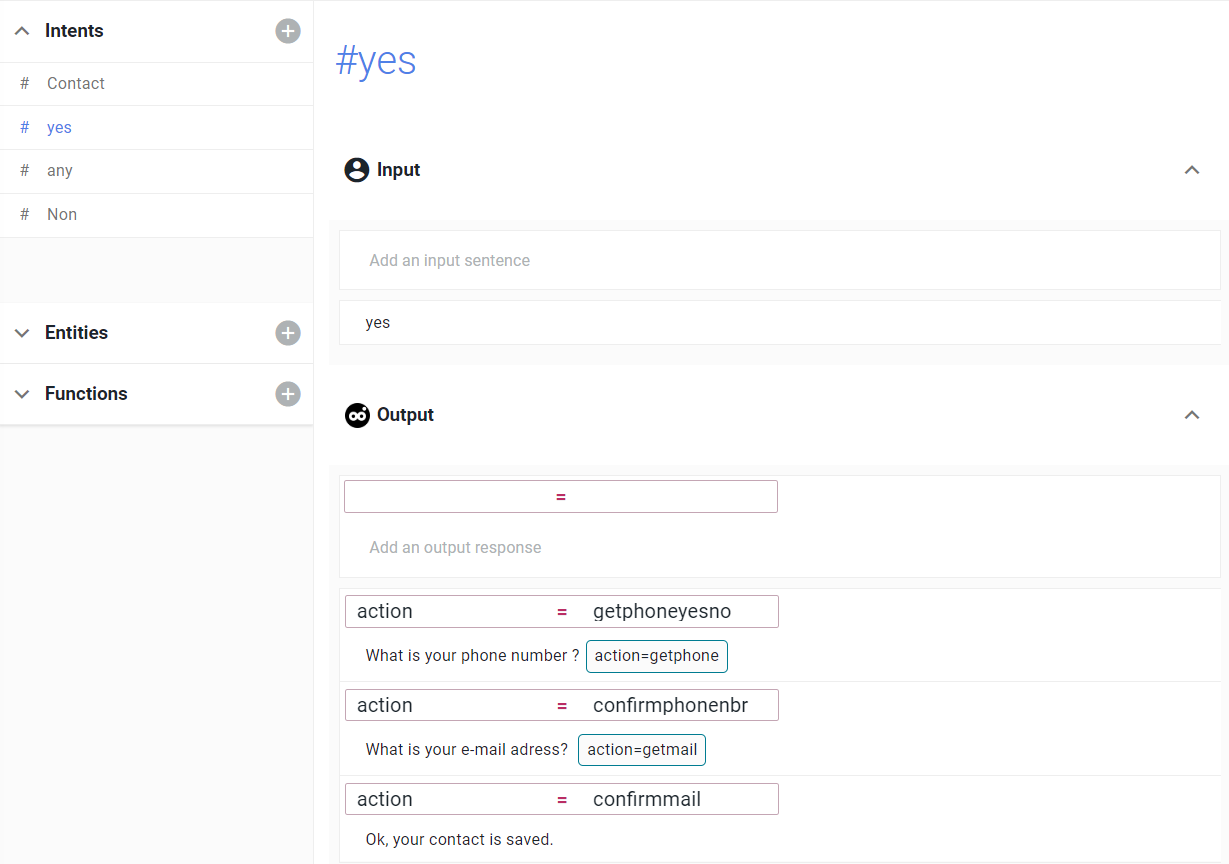 Intents
# Contact
# yes
# any
# Non
Entities
Functions
#yes
Input
Add an input sentence
yes
Output
=
Add an output response
action = getphoneyesno
What is your phone number ? action=getphone
action = confirmphonenbr
What is your e-mail adress? action=getmail
action = confirmmail
Ok, your contact is saved.